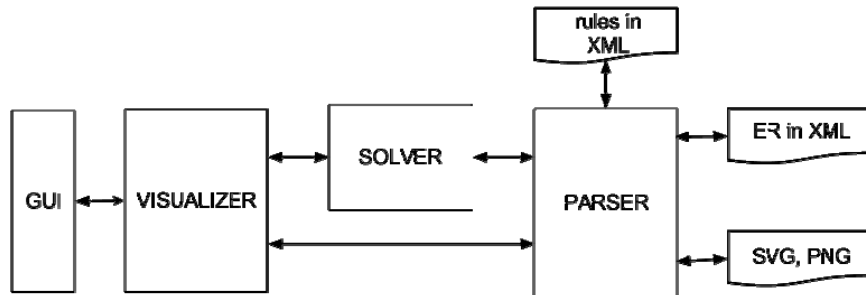 rules in
XML
ER in XML
SOLVER
GUI
VISUALIZER
PARSER
SVG, PNG